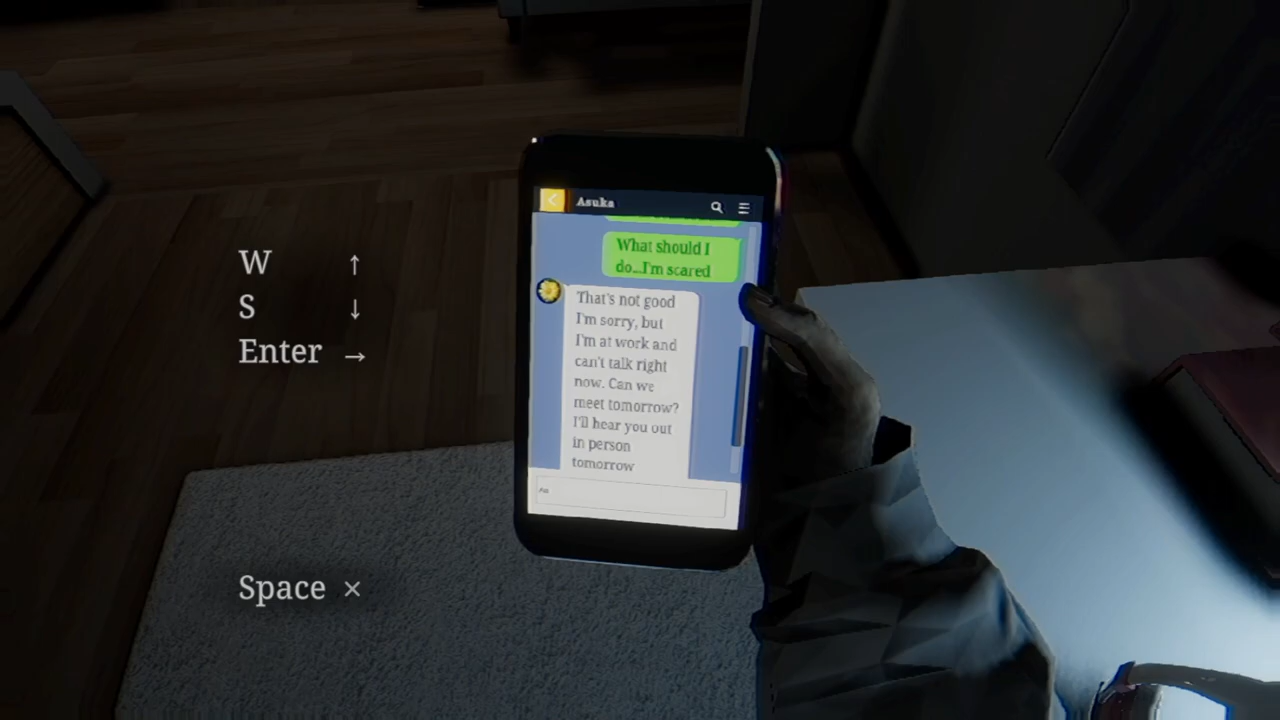 Asuka
What should I
do...I'm scared
That's not good
I'm sorry, but
I'm at work and
can't talk right
now. Can we
meet tomorrow?
I'll hear you out
in person
tomorrow
Aa
W ↑
S ↓
Enter →
Space ×